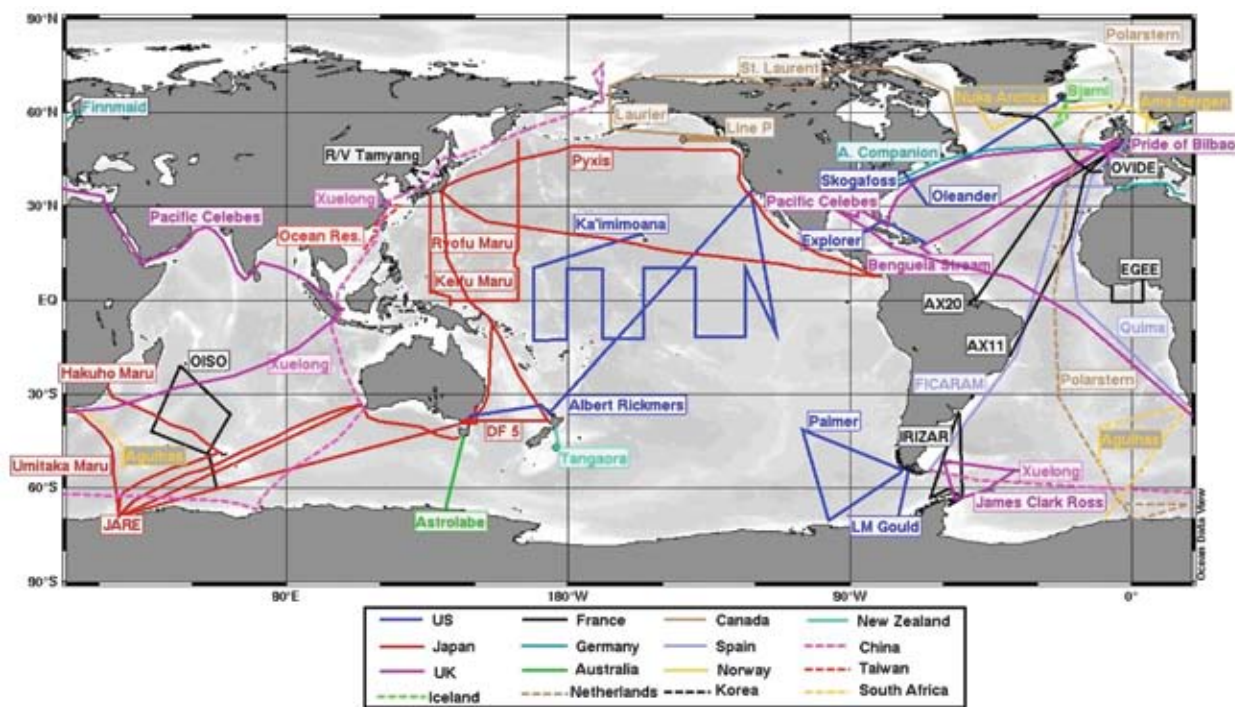 90°N
Polarstern
St. Laurent
Nuka Arctica
Bjarni
Ama Bergen
Finnmaid
60°N
Laurier
Line P
R/V Tamyang
A. Companion
Pride of Bilbao
Pyxis
OVIDE
Skogafoss
Oleander
Xuelong
Pacific Celebes
30°N
Pacific Celebes
Ka'imimoana
Ocean Res.
Ryofu Maru
Explorer
Benguela Stream
Keifu Maru
EGEE
EQ
AX20
Quima
AX11
OISO
Xuelong
Hakuho Maru
Polarstern
FICARAM
30°S
Albert Rickmers
Palmer
DF 5
IRIZAR
Agulhas
Agulhas
Umitaka Maru
Tangaora
Xuelong
60°S
James Clark Ross
JARE
Astrolabe
LM Gould
Ocean Data View
90°S
90°E
180°W
90°W
0°
US
France
Canada
New Zealand
Japan
Germany
Spain
China
UK
Australia
Norway
Taiwan
Iceland
Netherlands
Korea
South Africa